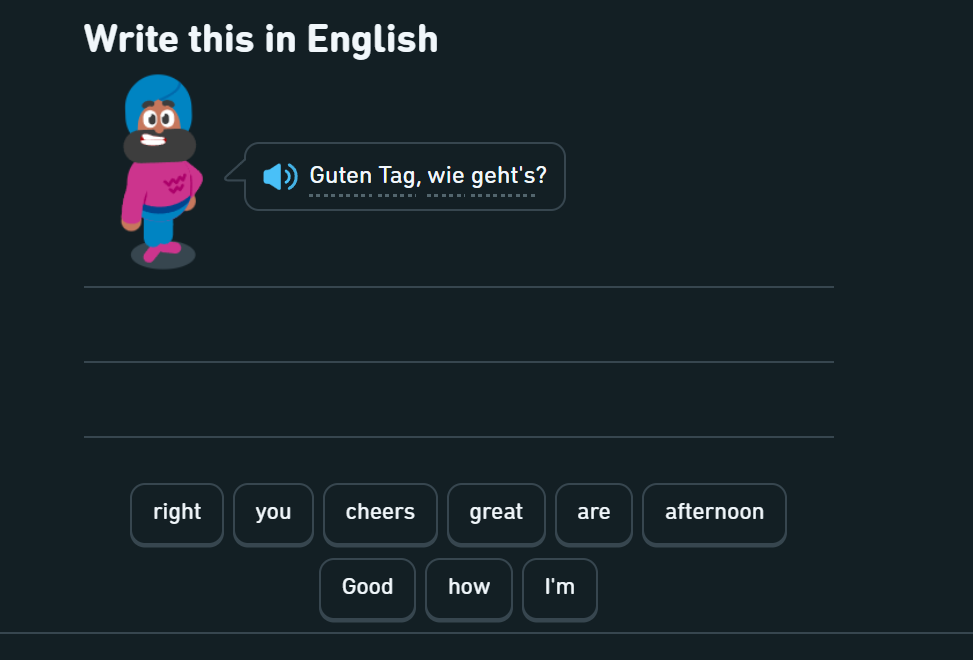 Write this in English
Guten Tag, wie geht's?
right you cheers great are afternoon
Good how I'm